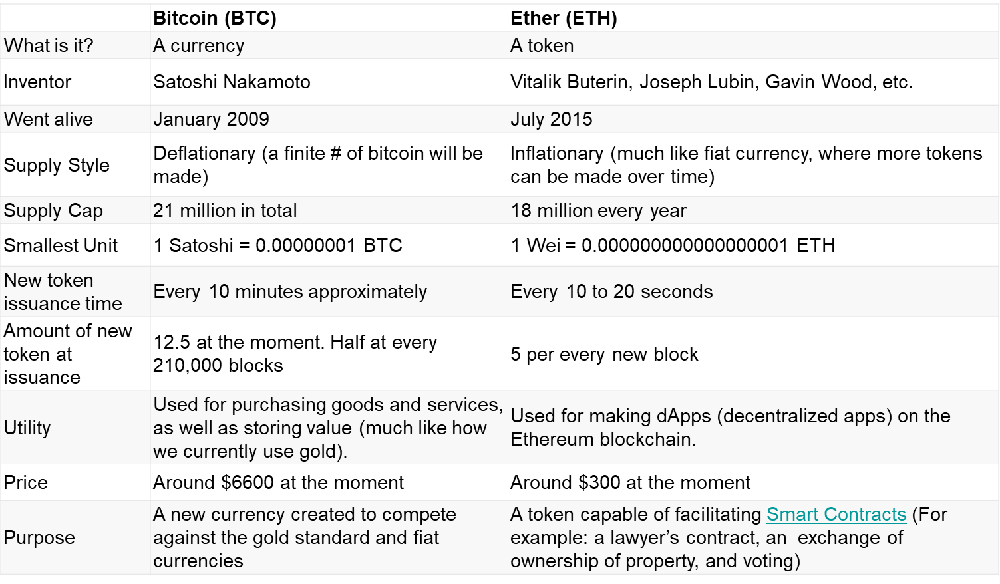 Bitcoin (BTC) Ether (ETH)
What is it? A currency A token
Inventor Satoshi Nakamoto Vitalik Buterin, Joseph Lubin, Gavin Wood, etc.
Went alive January 2009 July 2015
Supply Style
Deflationary (a finite # of bitcoin will be
made)
Inflationary (much like fiat currency, where more tokens
can be made over time)
Supply Cap 21 million in total 18 million every year
Smallest Unit 1 Satoshi = 0.00000001 BTC 1 Wei = 0.000000000000000001 ETH
New token
issuance time
Every 10 minutes approximately
Every 10 to 20 seconds
Amount of new
token at
issuance
12.5 at the moment. Half at every
210,000 blocks
5 per every new block
Utility
Used for purchasing goods and services,
as well as storing value (much like how
we currently use gold).
Used for making dApps (decentralized apps) on the
Ethereum blockchain.
Price Around $6600 at the moment Around $300 at the moment
Purpose
A new currency created to compete
against the gold standard and fiat
currencies
A token capable of facilitating Smart Contracts (For
example: a lawyer’s contract, an exchange of
ownership of property, and voting)